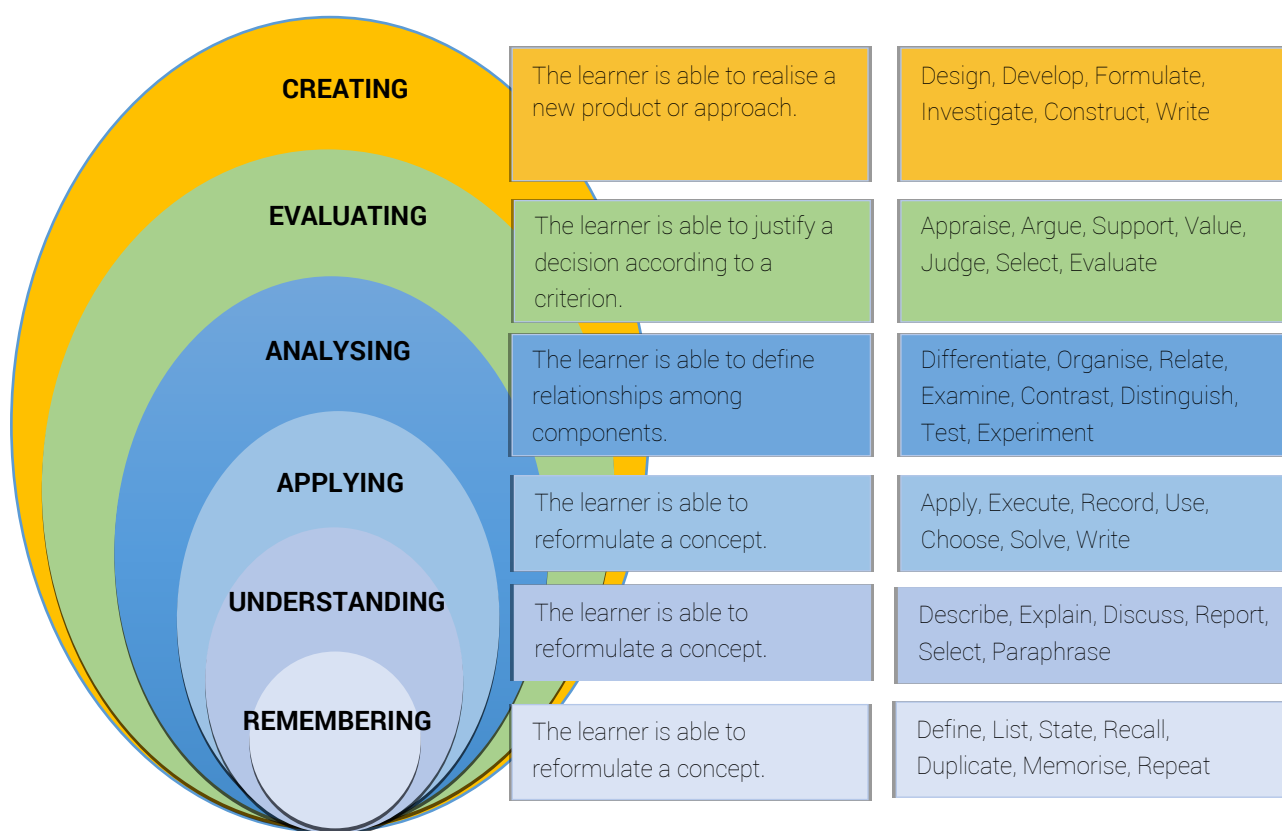 CREATING
The learner is able to realise a
new product or approach.
Design, Develop, Formulate,
Investigate, Construct, Write
EVALUATING
The learner is able to justify a
decision according to a
criterion.
Appraise, Argue, Support, Value,
Judge, Select, Evaluate
ANALYSING
The learner is able to define
relationships among
components.
Differentiate, Organise, Relate,
Examine, Contrast, Distinguish,
Test, Experiment
APPLYING
The learner is able to
reformulate a concept.
Apply, Execute, Record, Use,
Choose, Solve, Write
UNDERSTANDING
The learner is able to
reformulate a concept.
Describe, Explain, Discuss, Report,
Select, Paraphrase
REMEMBERING
The learner is able to
reformulate a concept.
Define, List, State, Recall,
Duplicate, Memorise, Repeat